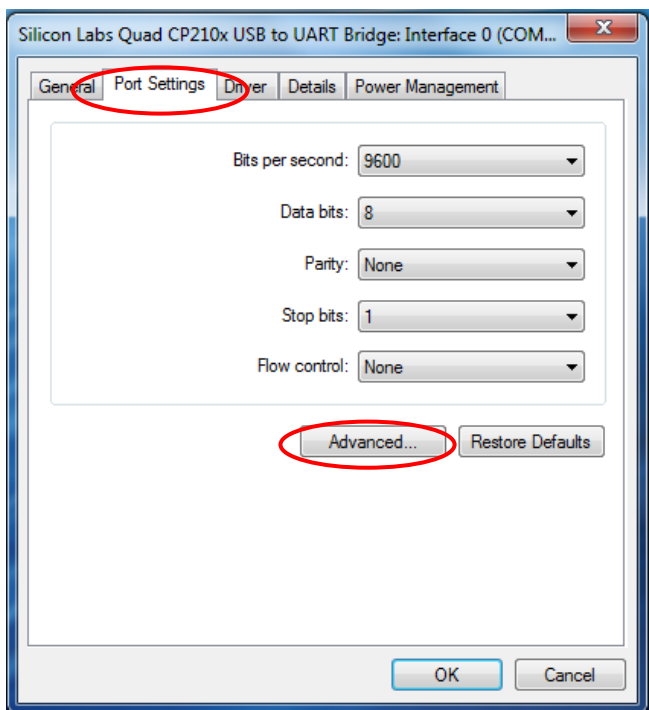 Silicon Labs Quad CP210x USB to UART Bridge: Interface 0 (COM...
General Port Settings Driver Details Power Management
Bits per second: 9600
Data bits: 8
Parity: None
Stop bits: 1
Flow control: None
Advanced... Restore Defaults
OK Cancel